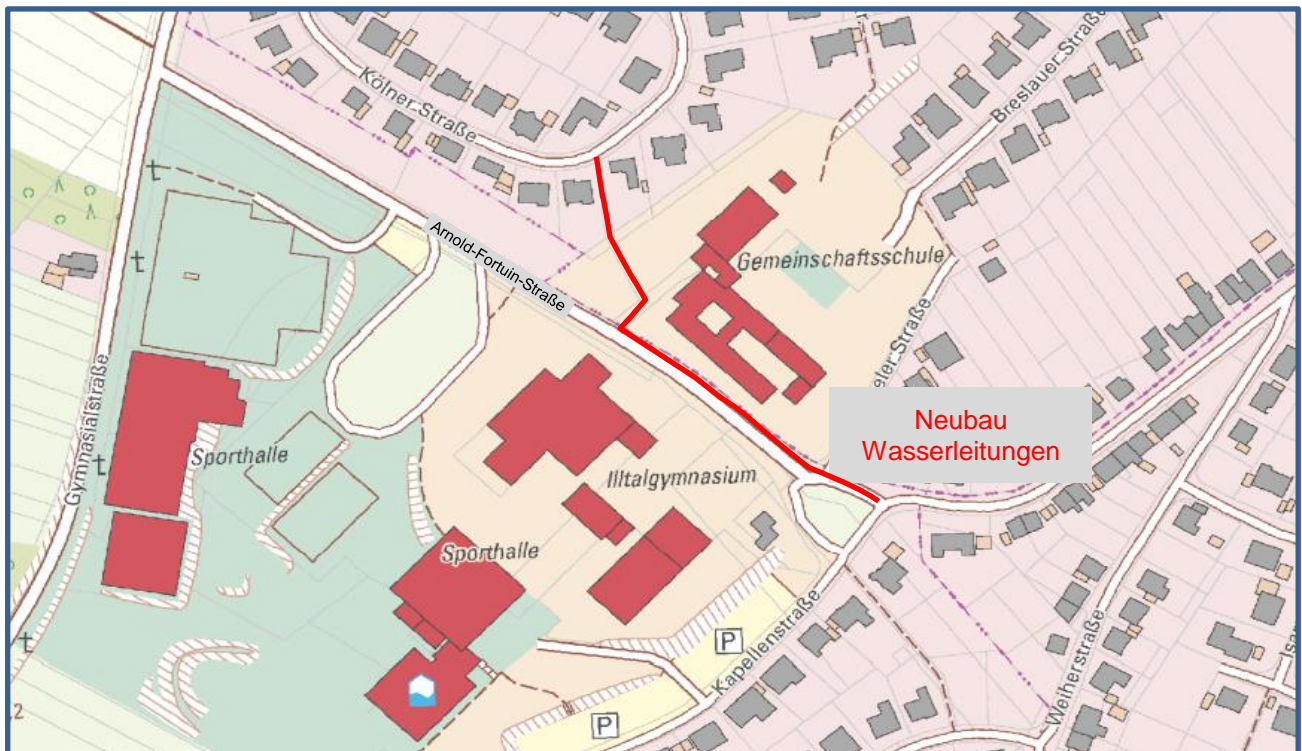 Kölner Straße
Breslauer Straße
Arnold-Fortuin-Straße
Gemeinschaftsschule
Gymnasialstraße
Neubau
Wasserleitungen
Sporthalle
Illtalgymnasium
Sporthalle
P
Kapellenstraße
Weiherstraße
P